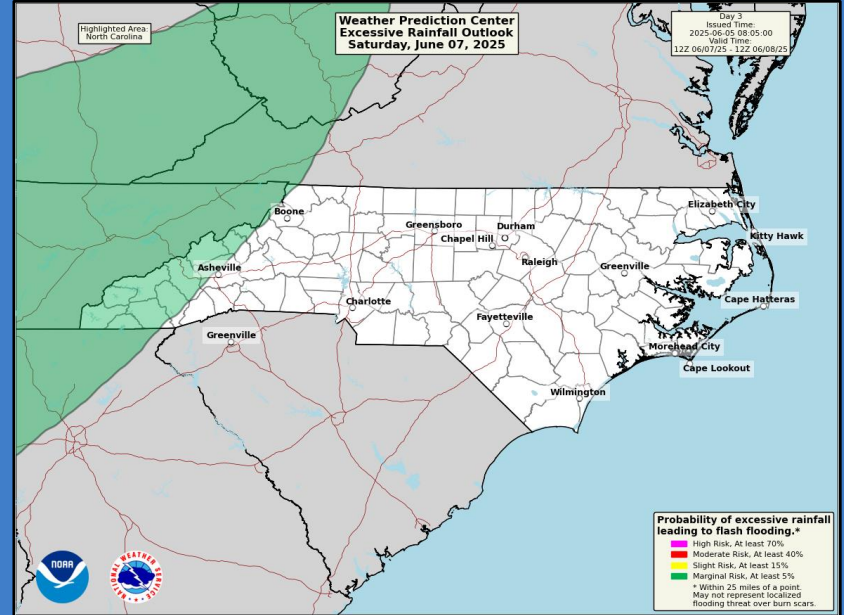 Highlighted Area:
North Carolina
Weather Prediction Center
Excessive Rainfall Outlook
Saturday, June 07, 2025
Day 3
Issued Time:
2025-06-05 08:05:00
Valid Time:
12Z 06/07/25 - 12Z 06/08/25
Boone
Greensboro
Durham
Chapel Hill
Raleigh
Elizabeth City
Kitty Hawk
Asheville
Greenville
Cape Hatteras
Charlotte
Fayetteville
Greenville
Morehead City
Cape Lookout
Wilmington
Probability of excessive rainfall
leading to flash flooding.*
High Risk, At least 70%
Moderate Risk, At least 40%
Slight Risk, At least 15%
Marginal Risk, At least 5%
* Within 25 miles of a point.
May not represent localized
flooding threat over burn scars.
NOAA
NATIONAL WEATHER SERVICE